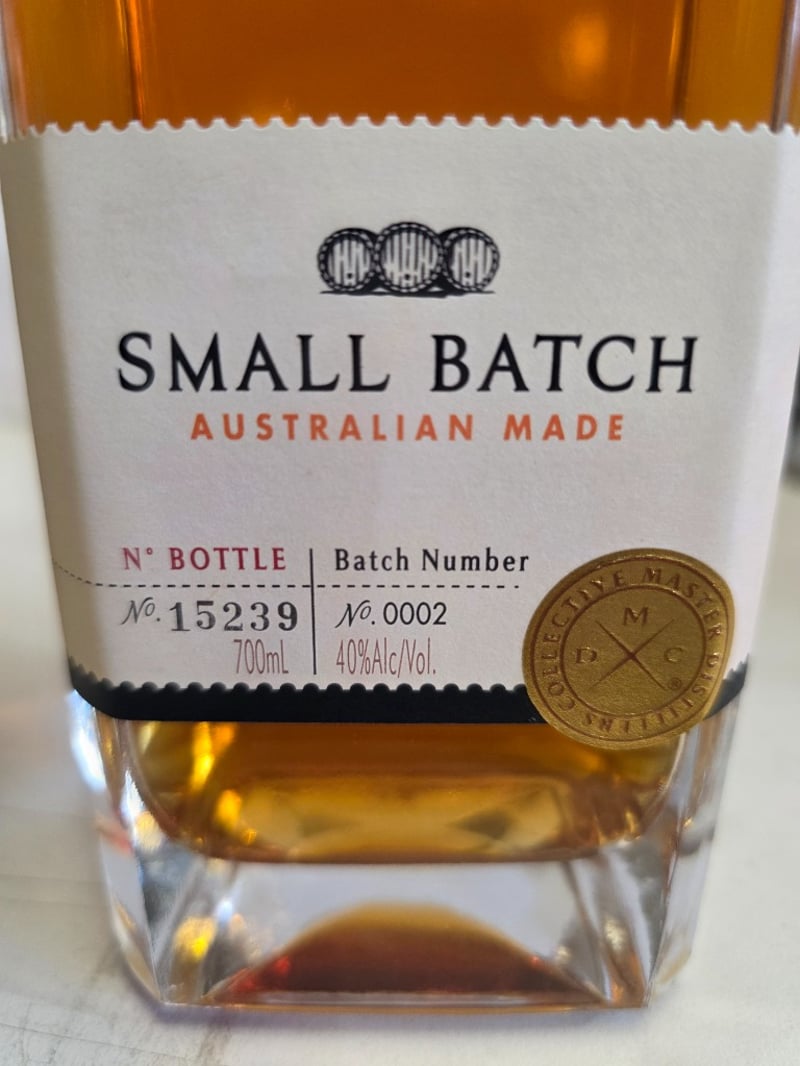 SMALL BATCH
AUSTRALIAN MADE
N° BOTTLE
No. 15239
700mL
Batch Number
No. 0002
40%Alc/Vol.
COLLECTIVE MASTER DISTILLERS
M
D C
®